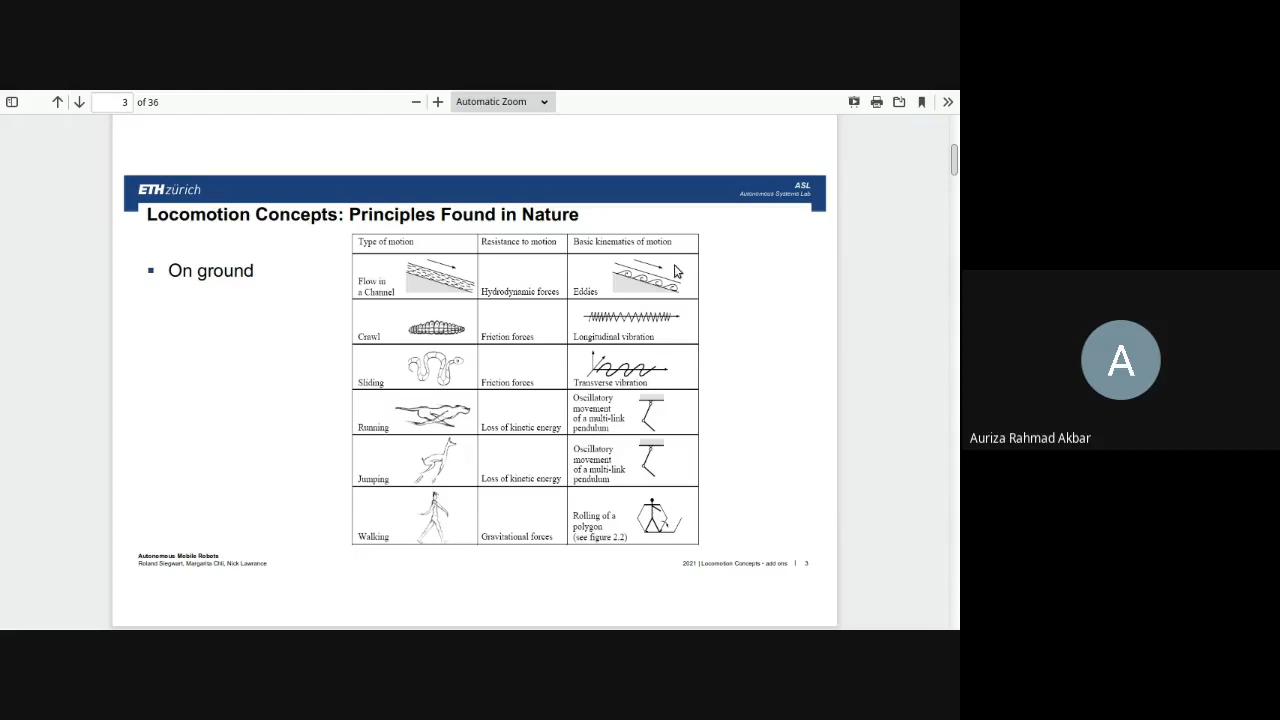 3 of 36
Automatic Zoom
ETH zürich
ASL
Autonomous Systems Lab
Locomotion Concepts: Principles Found in Nature
On ground
Type of motion Resistance to motion Basic kinematics of motion
Flow in
a Channel Hydrodynamic forces Eddies
Crawl Friction forces Longitudinal vibration
Sliding Friction forces Transverse vibration
Oscillatory
movement
of a multi-link
Running Loss of kinetic energy pendulum
Oscillatory
movement
of a multi-link
Jumping Loss of kinetic energy pendulum
Rolling of a
polygon
Walking Gravitational forces (see figure 2.2)
Autonomous Mobile Robots
Roland Siegwart, Margarita Chli, Nick Lawrance
2021 | Locomotion Concepts - add ons | 3
A
Auriza Rahmad Akbar